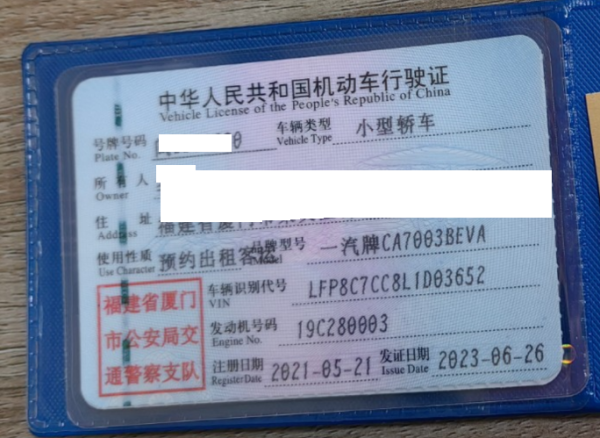 中华人民共和国机动车行驶证
Vehicle License of the People's Republic of China
号牌号码 车辆类型 小型轿车
Plate No. Vehicle Type
所有人
Owner
住址 福建省厦门
Address
使用性质 预约出租客运 品牌型号 一汽牌CA7003BEVA
Use Character Model
车辆识别代号 LFP8C7CC8L1D03652
VIN
福建省厦门
市公安局交
通警察支队
发动机号码 19C280003
Engine No.
注册日期 2021-05-21 发证日期 2023-06-26
Register Date Issue Date